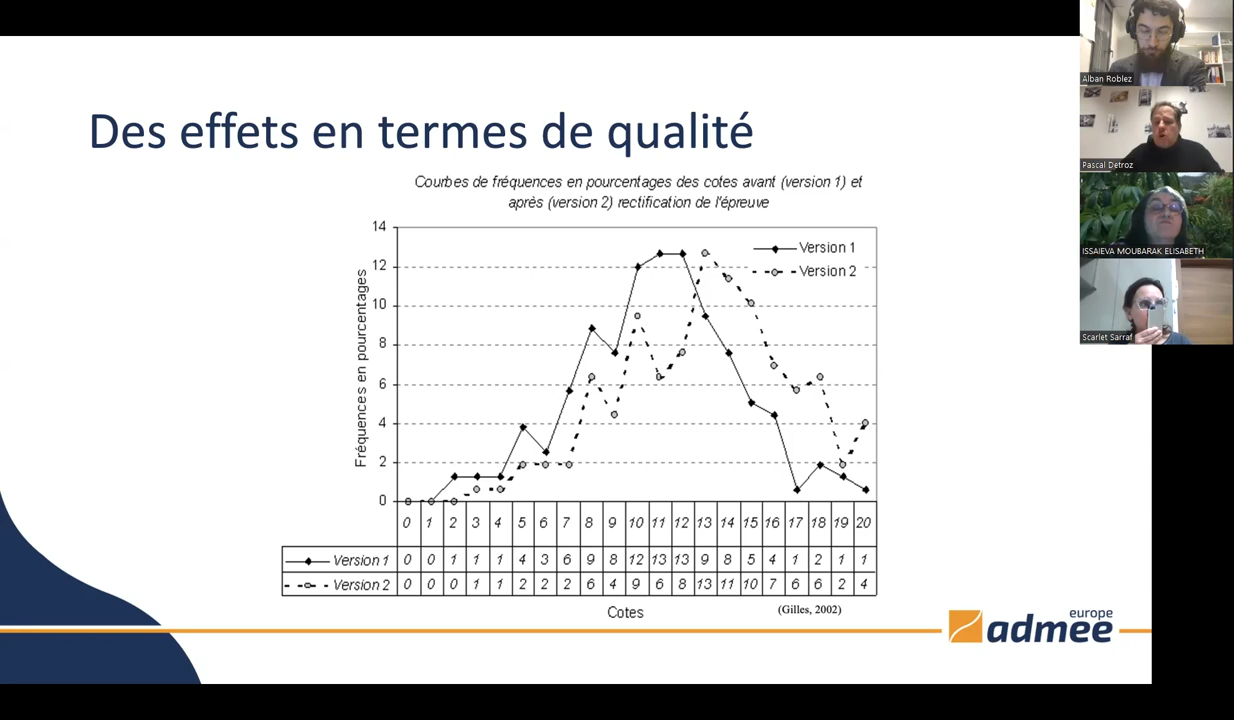 Des effets en termes de qualité
Courbes de fréquences en pourcentages des cotes avant (version 1) et
après (version 2) rectification de l'épreuve
Fréquences en pourcentages
14
12
10
8
6
4
2
0
Version 1
Version 2
0 1 2 3 4 5 6 7 8 9 10 11 12 13 14 15 16 17 18 19 20
Version 1 0 0 1 1 1 4 3 6 9 8 12 13 13 9 8 5 4 1 2 1 1
Version 2 0 0 0 1 1 2 2 2 6 4 9 6 8 13 11 10 7 6 6 2 4
Cotes
(Gilles, 2002)
europe
admee
Alban Roblez
Pascal Detroz
ISSAIEVA MOUBARAK ELISABETH
Scarlet Sarraf